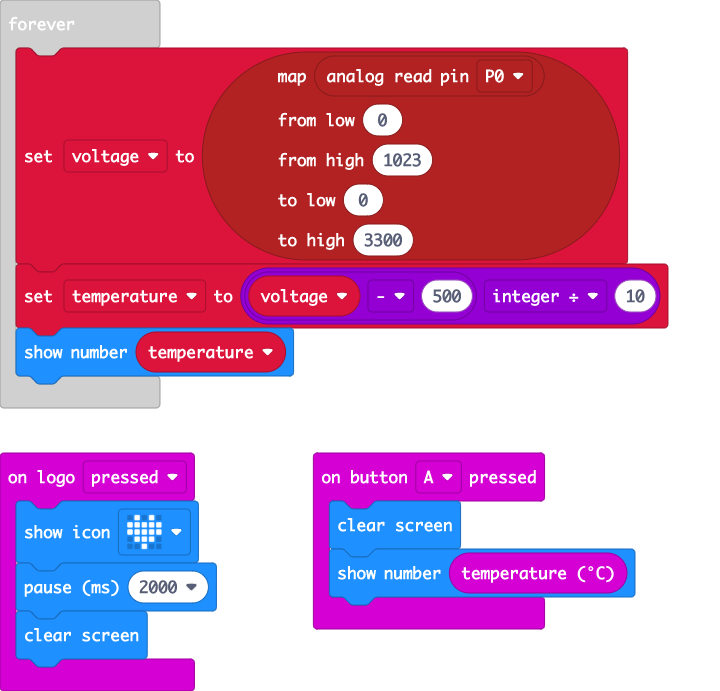 forever
map analog read pin P0
from low 0
from high 1023
set voltage to
to low 0
to high 3300
set temperature to voltage - 500 integer ÷ 10
show number temperature
on logo pressed
show icon
pause (ms) 2000
clear screen
on button A pressed
clear screen
show number temperature (°C)